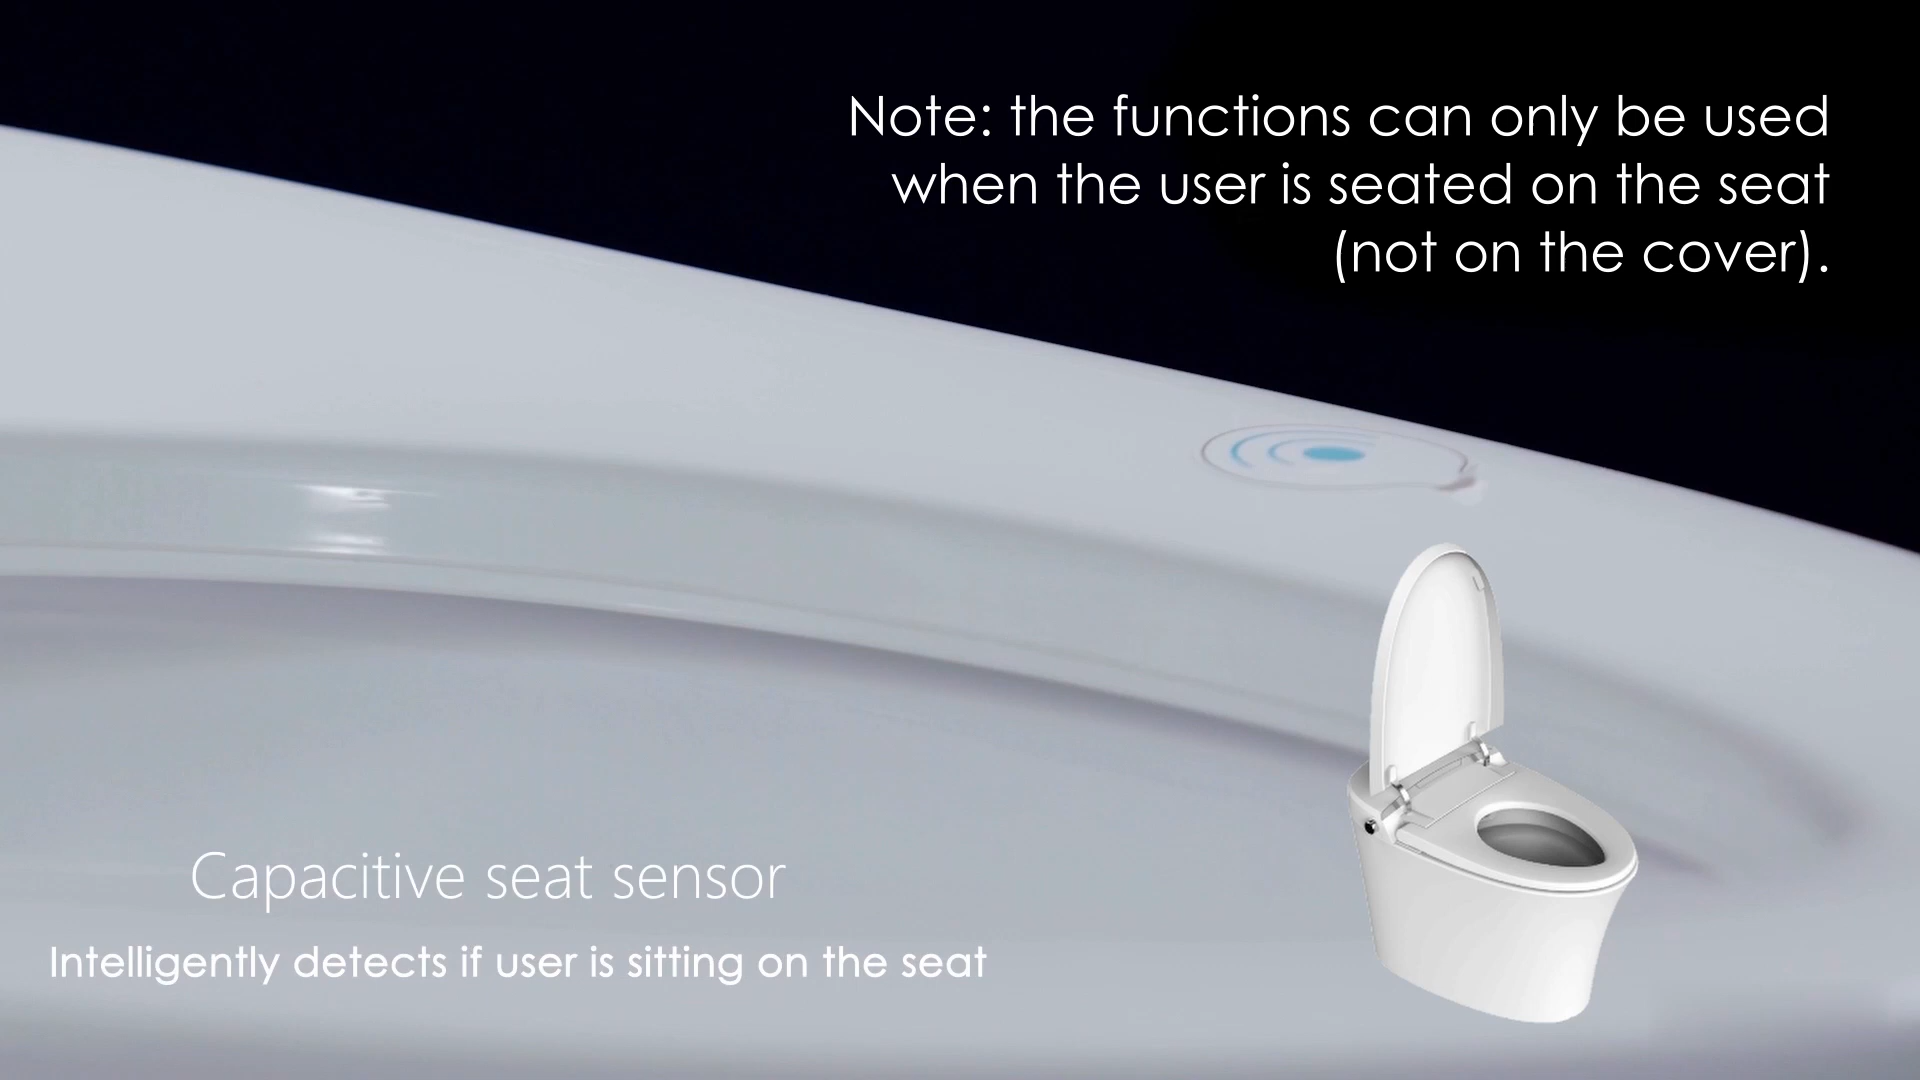 Note: the functions can only be used
when the user is seated on the seat
(not on the cover).
Capacitive seat sensor
Intelligently detects if user is sitting on the seat